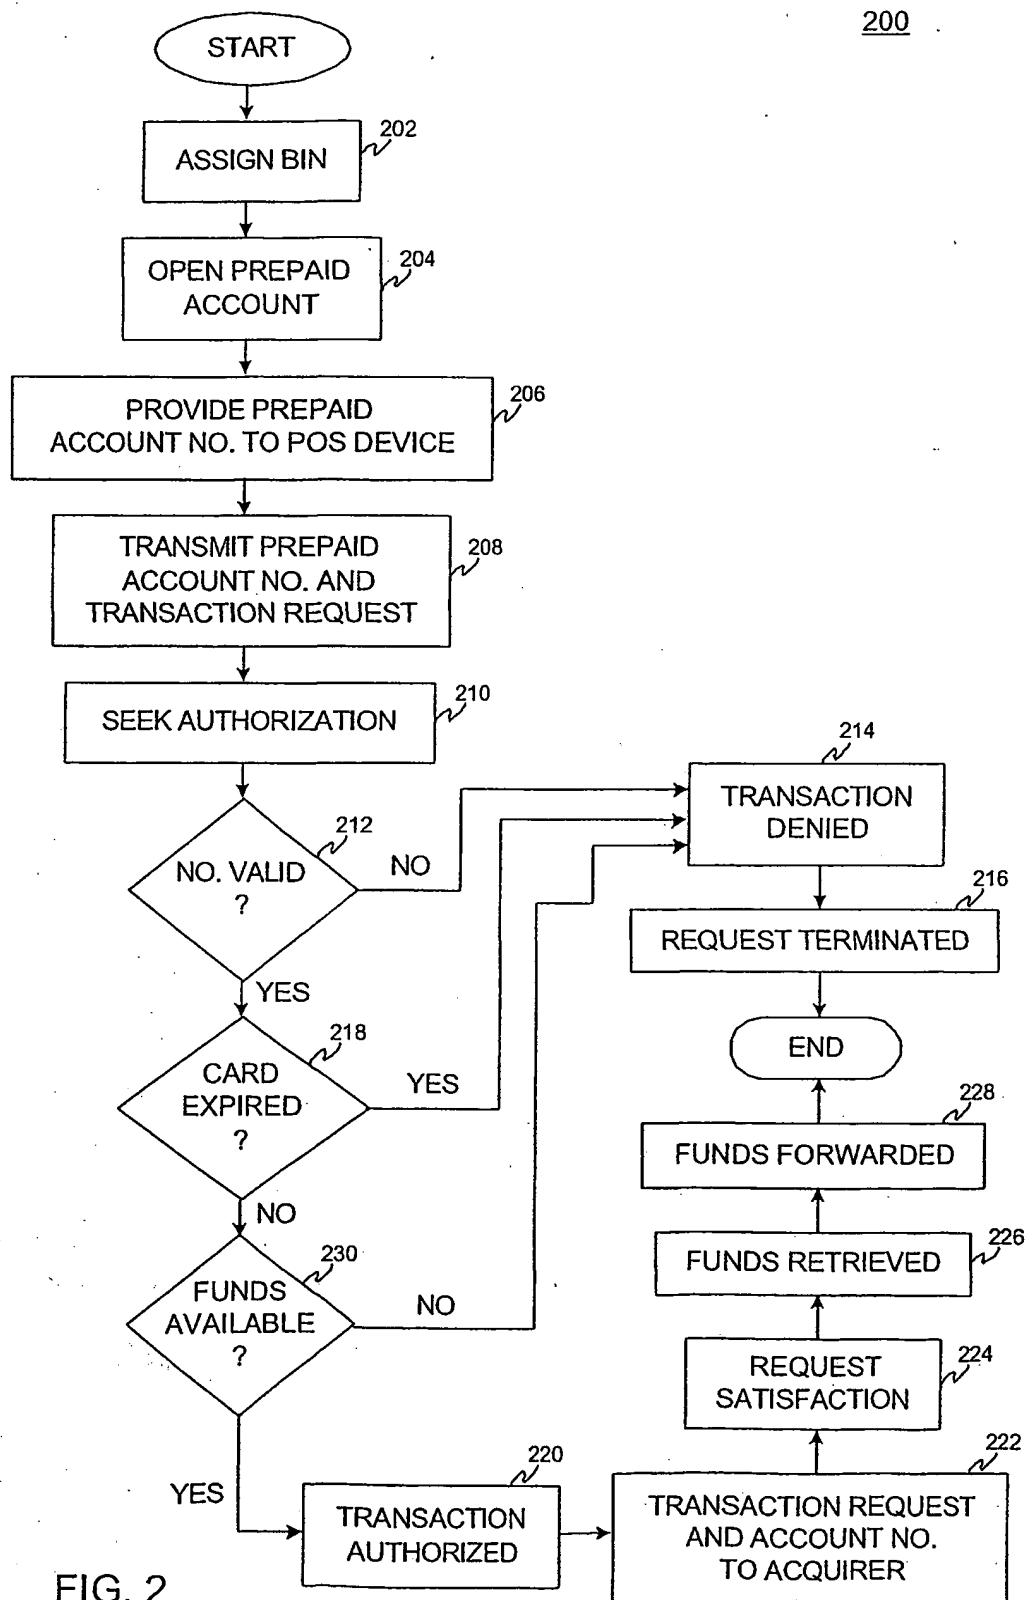 200
START
202
ASSIGN BIN
204
OPEN PREPAID
ACCOUNT
206
PROVIDE PREPAID
ACCOUNT NO. TO POS DEVICE
208
TRANSMIT PREPAID
ACCOUNT NO. AND
TRANSACTION REQUEST
210
SEEK AUTHORIZATION
212
NO. VALID
?
NO
YES
214
TRANSACTION
DENIED
216
REQUEST TERMINATED
END
218
CARD
EXPIRED
?
YES
NO
230
FUNDS
AVAILABLE
?
NO
YES
220
TRANSACTION
AUTHORIZED
222
TRANSACTION REQUEST
AND ACCOUNT NO.
TO ACQUIRER
224
REQUEST
SATISFACTION
226
FUNDS RETRIEVED
228
FUNDS FORWARDED
FIG. 2